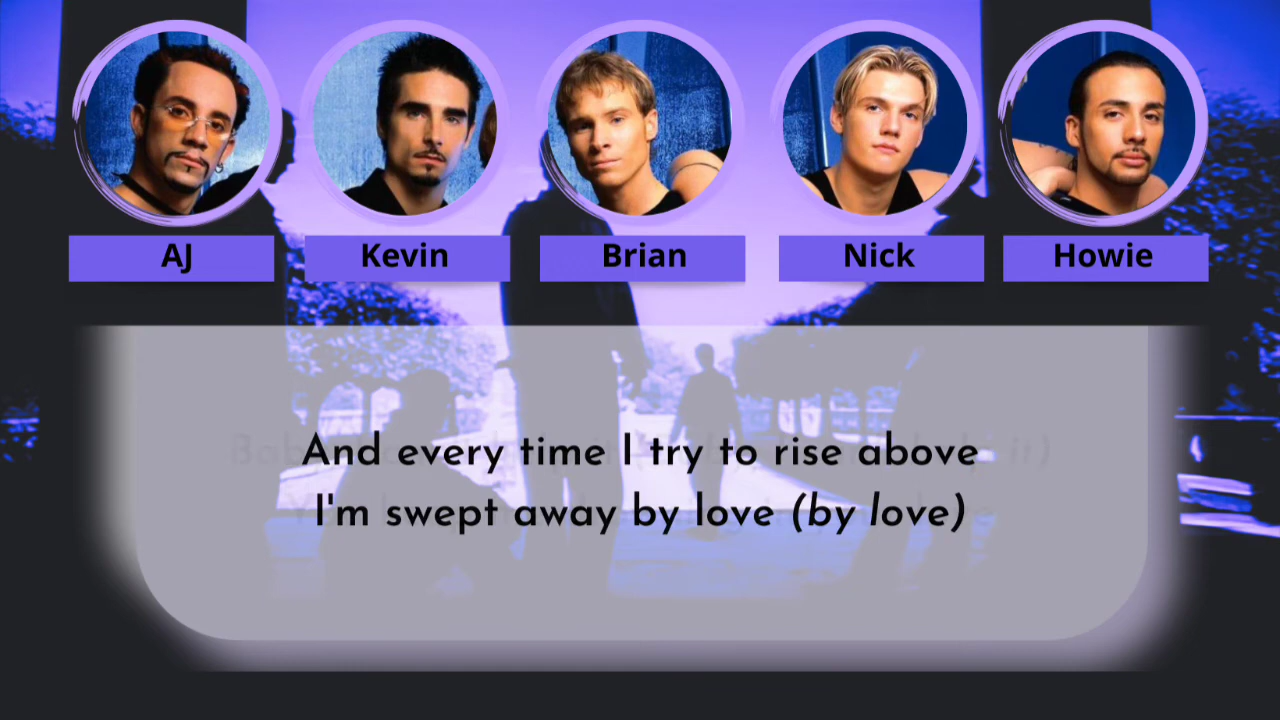 AJ
Kevin
Brian
Nick
Howie
And every time I try to rise above
I'm swept away by love (by love)